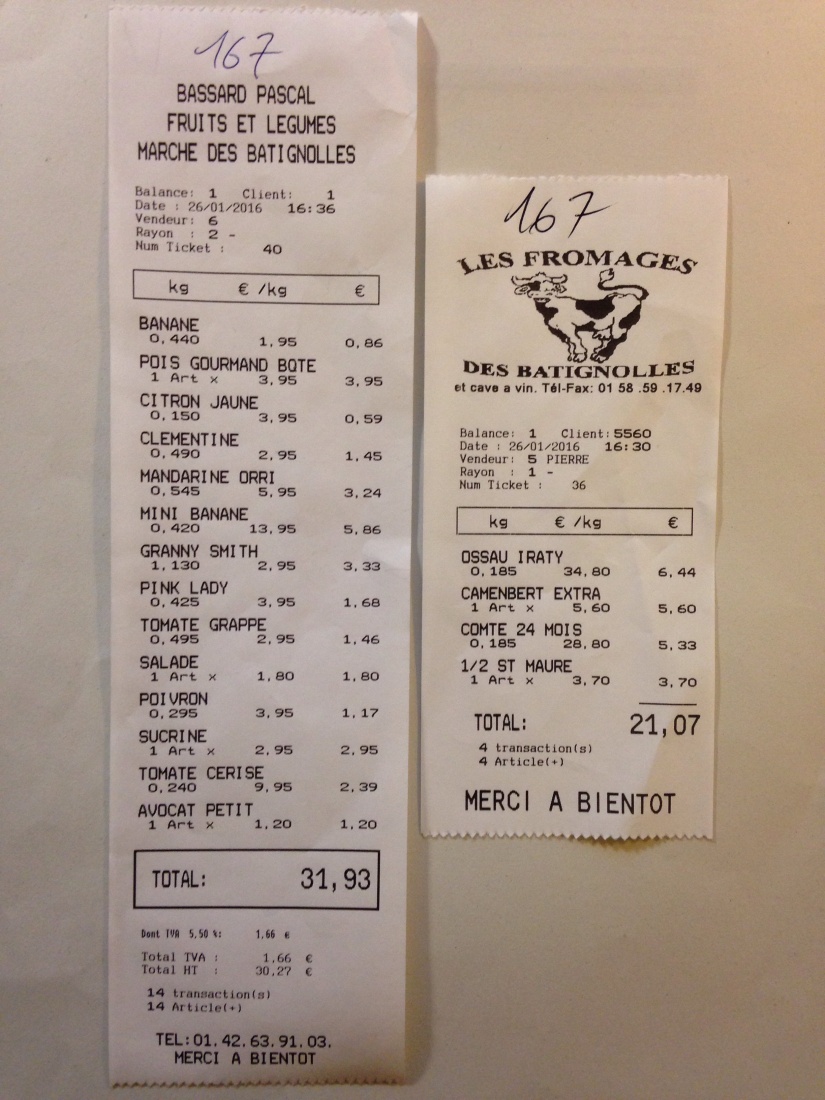 167
BASSARD PASCAL
FRUITS ET LEGUMES
MARCHE DES BATIGNOLLES
Balance: 1 Client: 1
Date : 26/01/2016 16:36
Vendeur: 6
Rayon : 2 -
Num Ticket : 40
kg € /kg €
BANANE
0,440 1,95 0,86
POIS GOURMAND BQTE
1 Art × 3,95 3,95
CITRON JAUNE
0,150 3,95 0,59
CLEMENTINE
0,490 2,95 1,45
MANDARINE ORRI
0,545 5,95 3,24
MINI BANANE
0,420 13,95 5,86
GRANNY SMITH
1,130 2,95 3,33
PINK LADY
0,425 3,95 1,68
TOMATE GRAPPE
0,495 2,95 1,46
SALADE
1 Art × 1,80 1,80
POIVRON
0,295 3,95 1,17
SUCRINE
1 Art × 2,95 2,95
TOMATE CERISE
0,240 9,95 2,39
AVOCAT PETIT
1 Art × 1,20 1,20
TOTAL: 31,93
Dont TVA 5,50 %: 1,66 €
Total TVA : 1,66 €
Total HT : 30,27 €
14 transaction(s)
14 Article(+)
TEL:01.42.63.91.03.
MERCI A BIENTOT
167
LES FROMAGES
DES BATIGNOLLES
et cave a vin. Tél-Fax: 01 58 .59 .17.49
Balance: 1 Client:5560
Date : 26/01/2016 16:30
Vendeur: 5 PIERRE
Rayon : 1 -
Num Ticket : 36
kg € /kg €
OSSAU IRATY
0,185 34,80 6,44
CAMENBERT EXTRA
1 Art × 5,60 5,60
COMTE 24 MOIS
0,185 28,80 5,33
1/2 ST MAURE
1 Art × 3,70 3,70
TOTAL: 21,07
4 transaction(s)
4 Article(+)
MERCI A BIENTOT